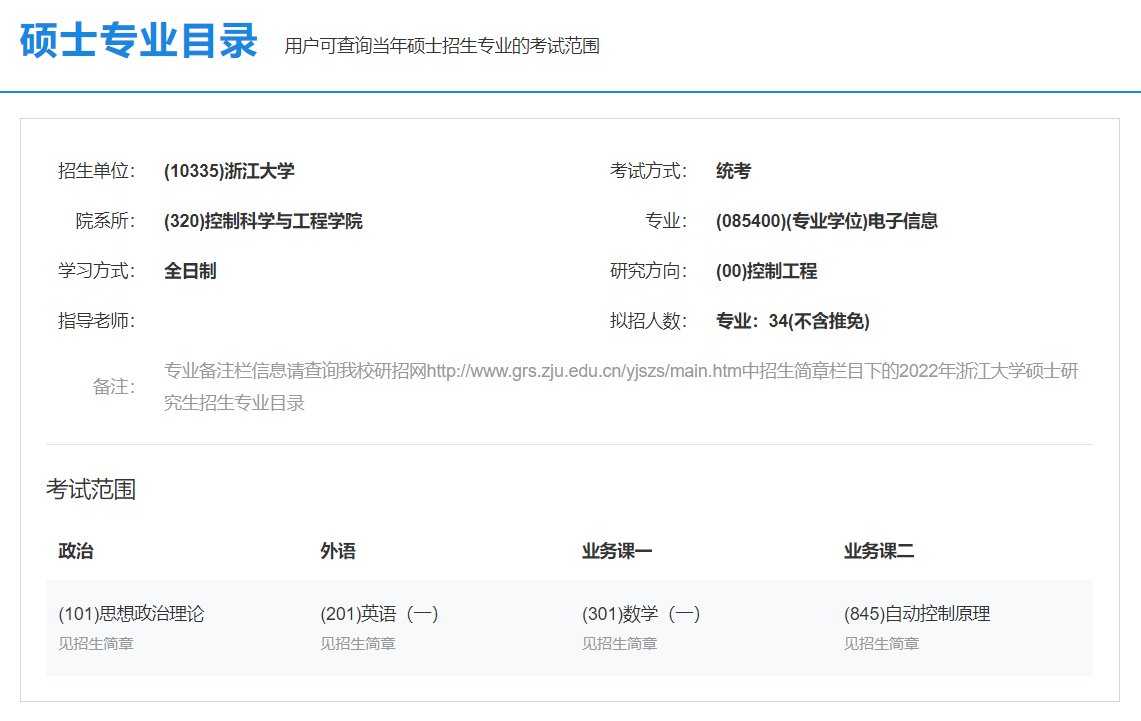 硕士专业目录 用户可查询当年硕士招生专业的考试范围
招生单位： (10335)浙江大学 考试方式： 统考
院系所： (320)控制科学与工程学院 专业： (085400)(专业学位)电子信息
学习方式： 全日制 研究方向： (00)控制工程
指导老师： 拟招人数： 专业：34(不含推免)
备注： 专业备注栏信息请查询我校研招网http://www.grs.zju.edu.cn/yjszs/main.htm中招生简章栏目下的2022年浙江大学硕士研
究生招生专业目录
考试范围
政治 外语 业务课一 业务课二
(101)思想政治理论 (201)英语（一） (301)数学（一） (845)自动控制原理
见招生简章 见招生简章 见招生简章 见招生简章